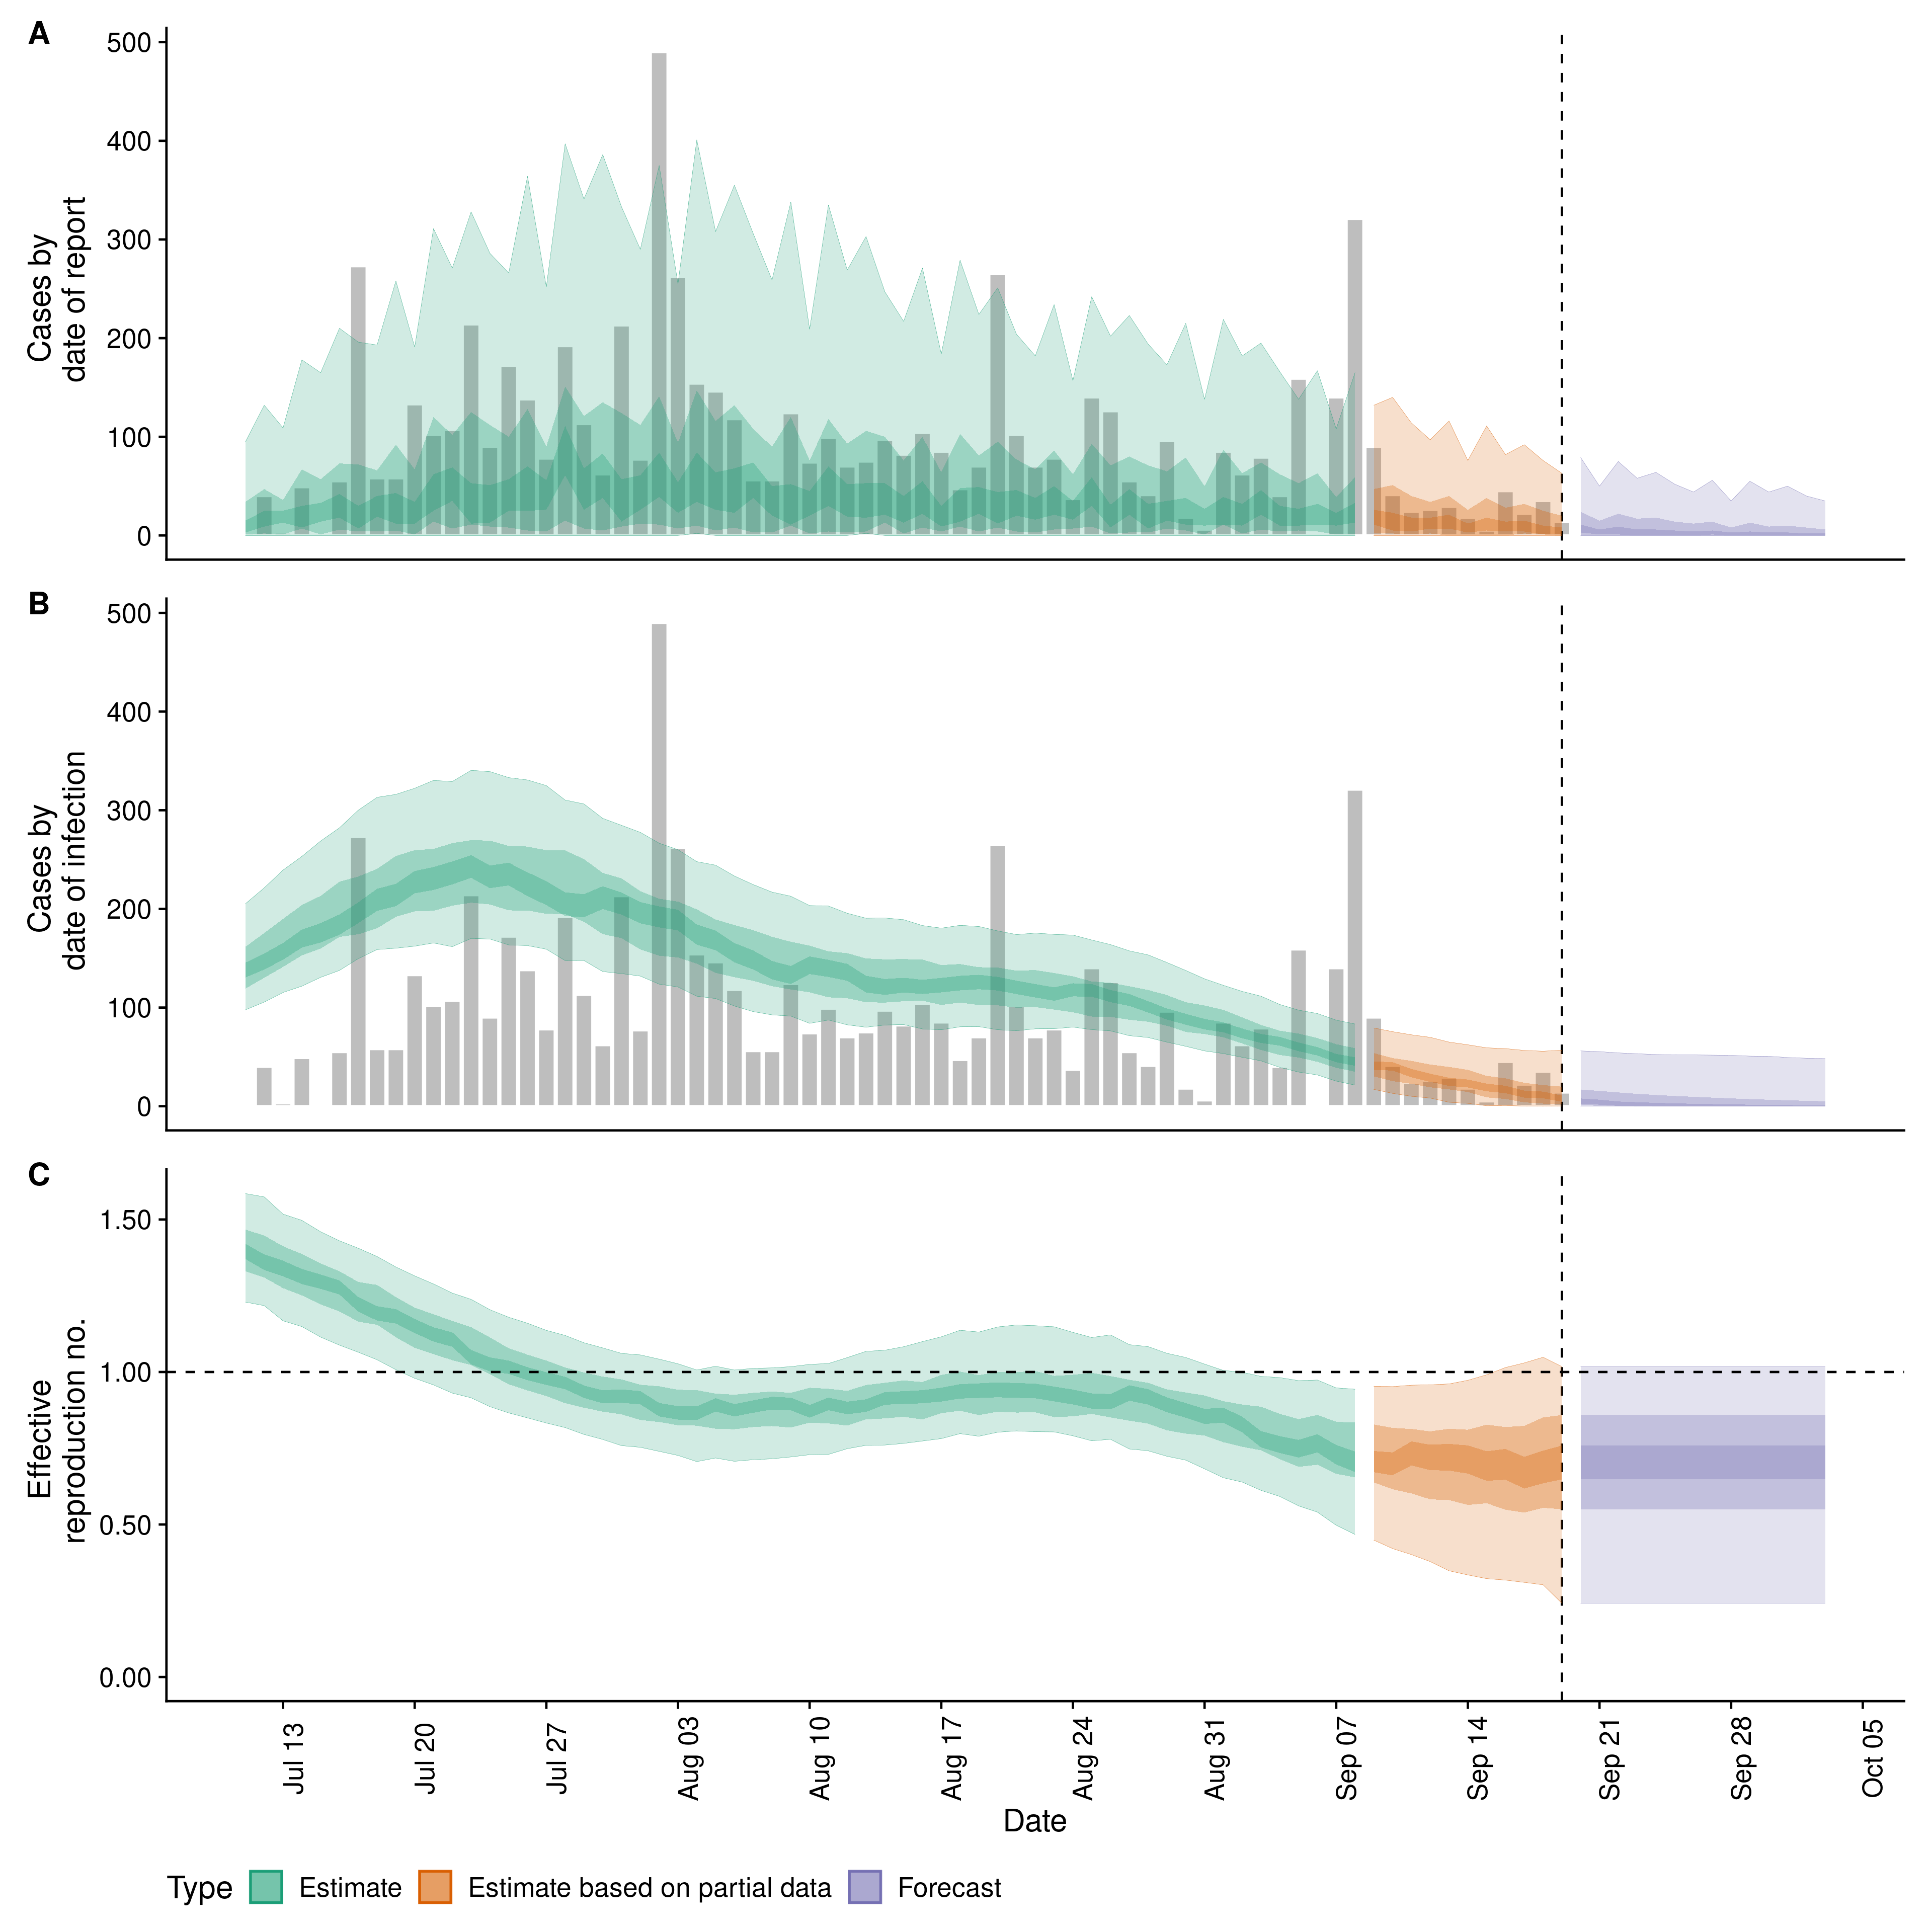 A
500
400
300
200
100
0
Cases by
date of report
B
500
400
300
200
100
0
Cases by
date of infection
C
1.50
1.00
0.50
0.00
Effective
reproduction no.
Jul 13
Jul 20
Jul 27
Aug 03
Aug 10
Aug 17
Aug 24
Aug 31
Sep 07
Sep 14
Sep 21
Sep 28
Oct 05
Date
Type Estimate Estimate based on partial data Forecast